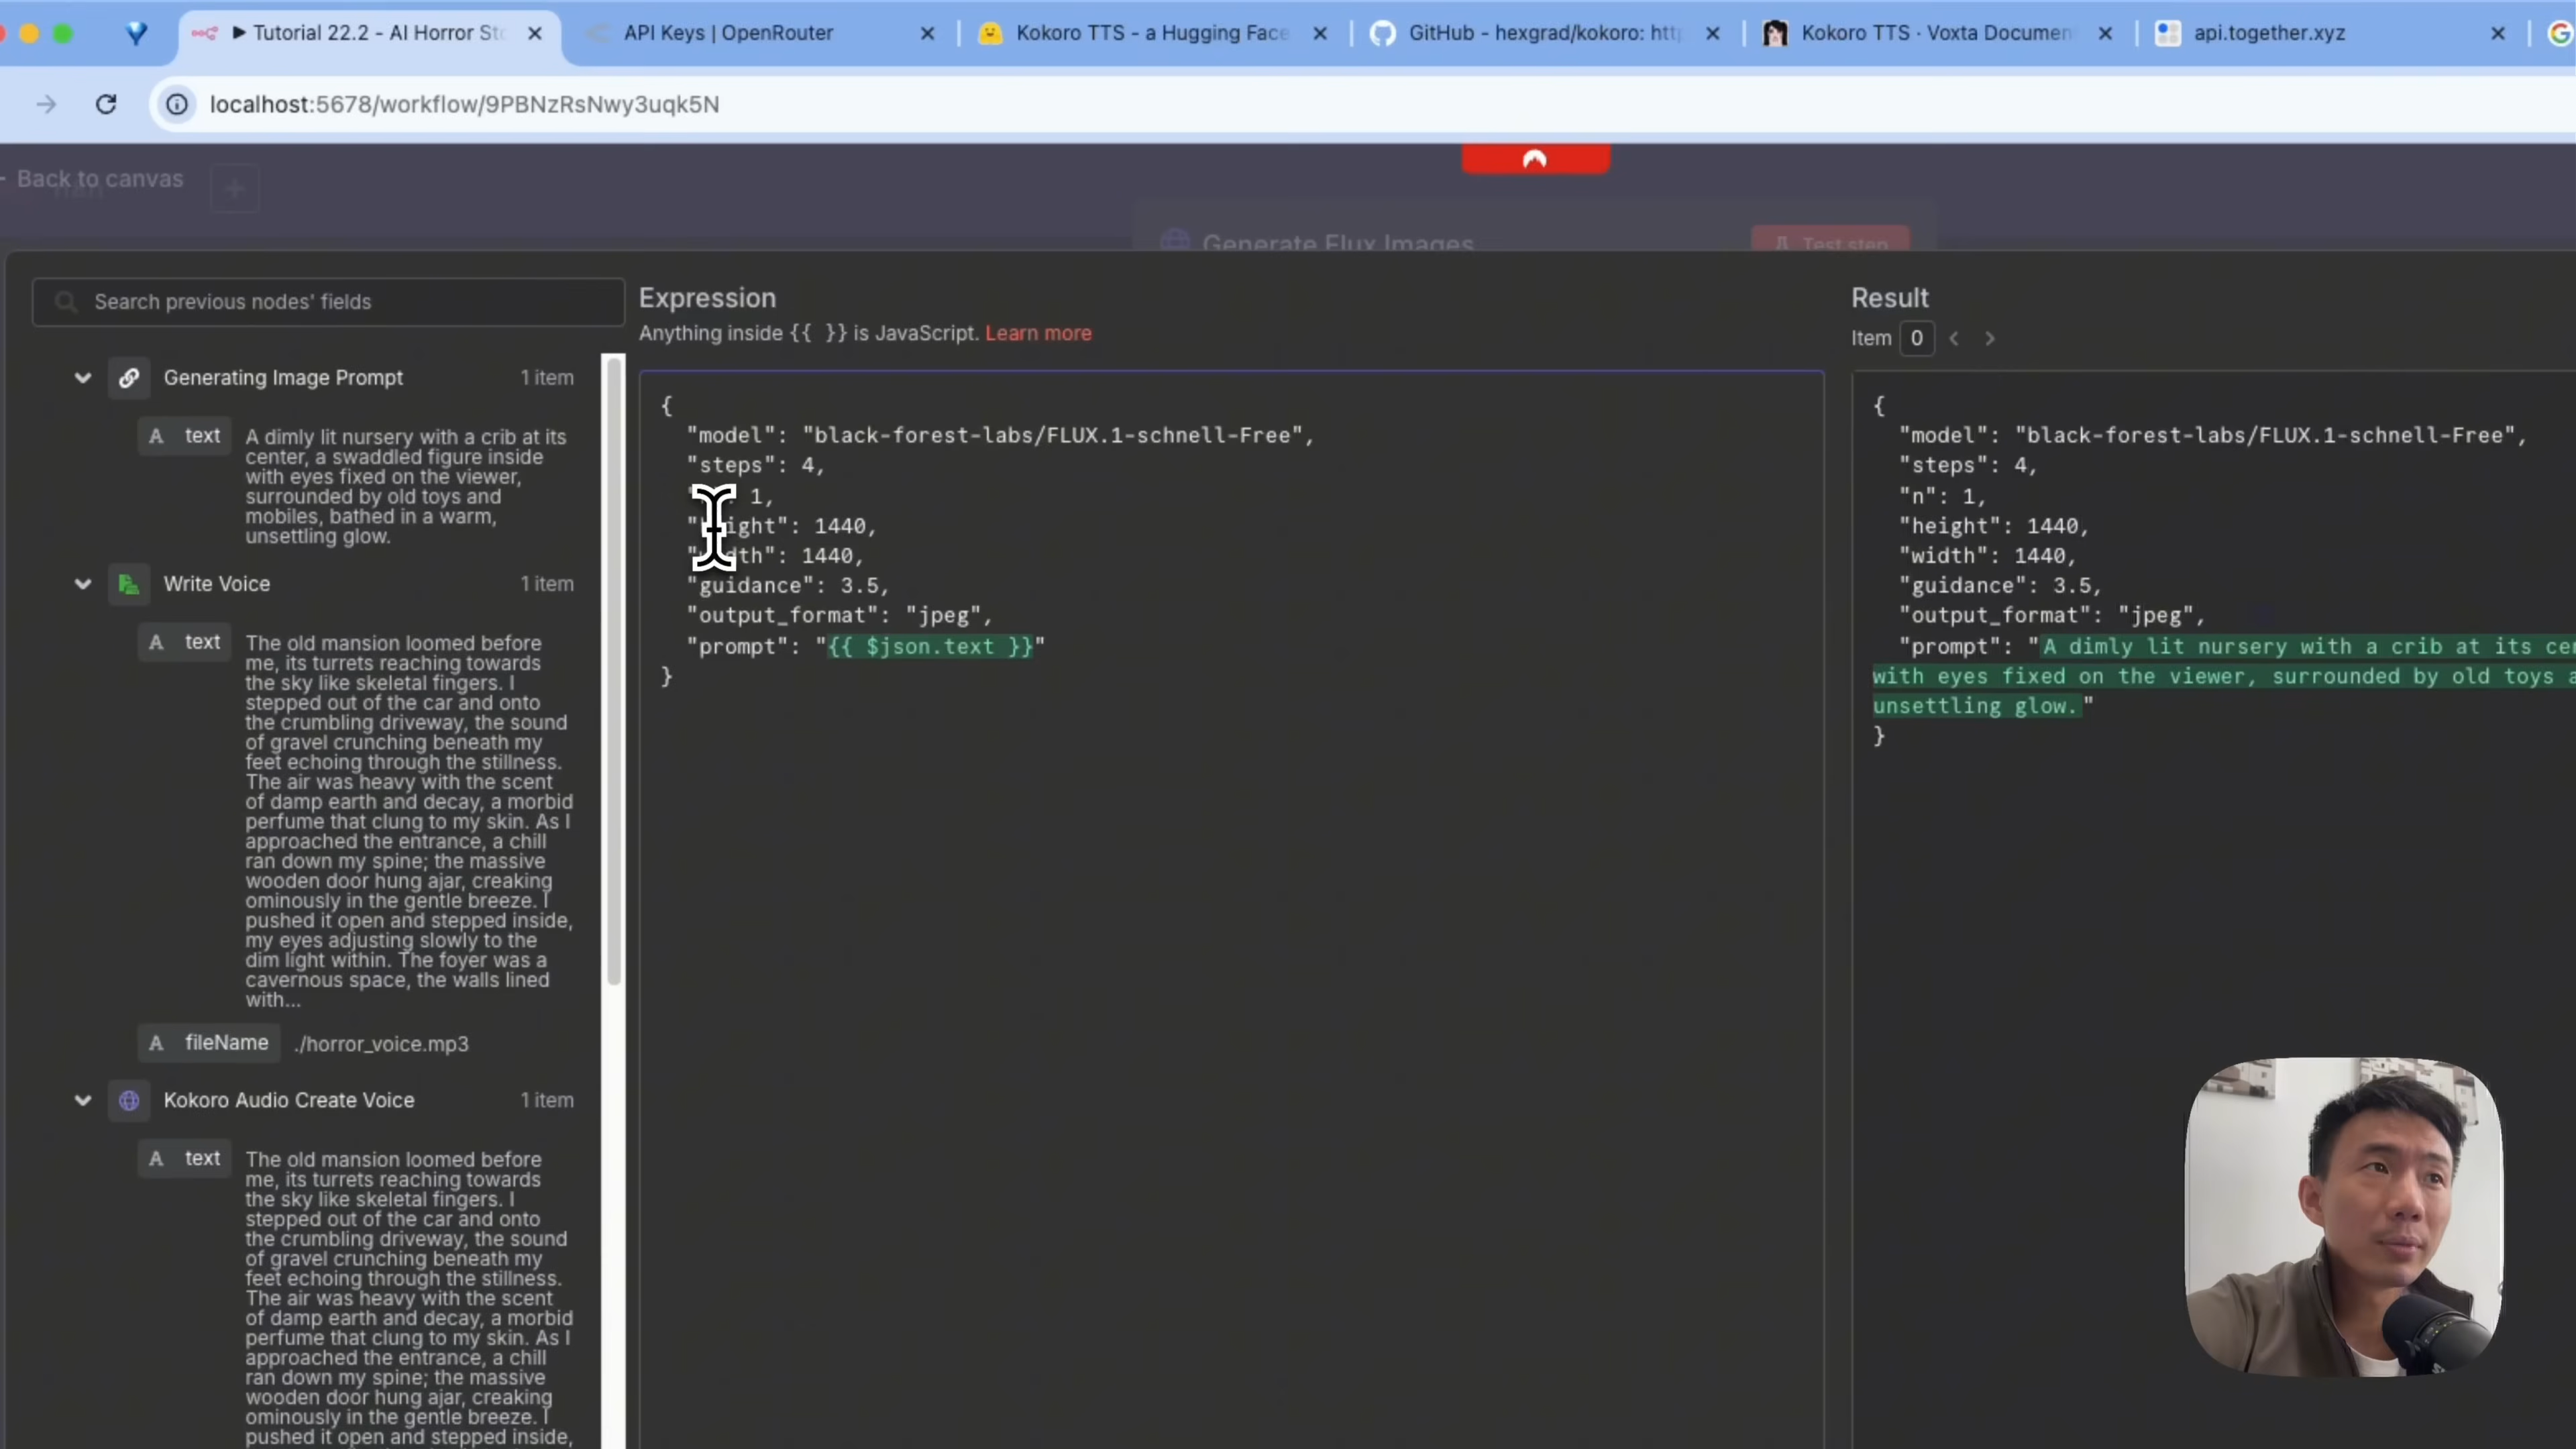 Tutorial 22.2 - AI Horror Sto
API Keys | OpenRouter
Kokoro TTS - a Hugging Face
GitHub - hexgrad/kokoro: http
Kokoro TTS · Voxta Document
api.together.xyz
localhost:5678/workflow/9PBNzRsNwy3uqk5N
Back to canvas
Generate Flux Images
Test step
Search previous nodes' fields
Generating Image Prompt 1 item
A text
A dimly lit nursery with a crib at its
center, a swaddled figure inside
with eyes fixed on the viewer,
surrounded by old toys and
mobiles, bathed in a warm,
unsettling glow.
Write Voice 1 item
A text
The old mansion loomed before
me, its turrets reaching towards
the sky like skeletal fingers. I
stepped out of the car and onto
the crumbling driveway, the sound
of gravel crunching beneath my
feet echoing through the stillness.
The air was heavy with the scent
of damp earth and decay, a morbid
perfume that clung to my skin. As I
approached the entrance, a chill
ran down my spine; the massive
wooden door hung ajar, creaking
ominously in the gentle breeze. I
pushed it open and stepped inside,
my eyes adjusting slowly to the
dim light within. The foyer was a
cavernous space, the walls lined
with...
A fileName ./horror_voice.mp3
Kokoro Audio Create Voice 1 item
A text
The old mansion loomed before
me, its turrets reaching towards
the sky like skeletal fingers. I
stepped out of the car and onto
the crumbling driveway, the sound
of gravel crunching beneath my
feet echoing through the stillness.
The air was heavy with the scent
of damp earth and decay, a morbid
perfume that clung to my skin. As I
approached the entrance, a chill
ran down my spine; the massive
wooden door hung ajar, creaking
ominously in the gentle breeze. I
pushed it open and stepped inside,
Expression
Anything inside {{ }} is JavaScript. Learn more
{
"model": "black-forest-labs/FLUX.1-schnell-Free",
"steps": 4,
: 1,
"height": 1440,
"width": 1440,
"guidance": 3.5,
"output_format": "jpeg",
"prompt": "{{ $json.text }}"
}
Result
Item 0
{
"model": "black-forest-labs/FLUX.1-schnell-Free",
"steps": 4,
"n": 1,
"height": 1440,
"width": 1440,
"guidance": 3.5,
"output_format": "jpeg",
"prompt": "A dimly lit nursery with a crib at its cen
with eyes fixed on the viewer, surrounded by old toys a
unsettling glow."
}